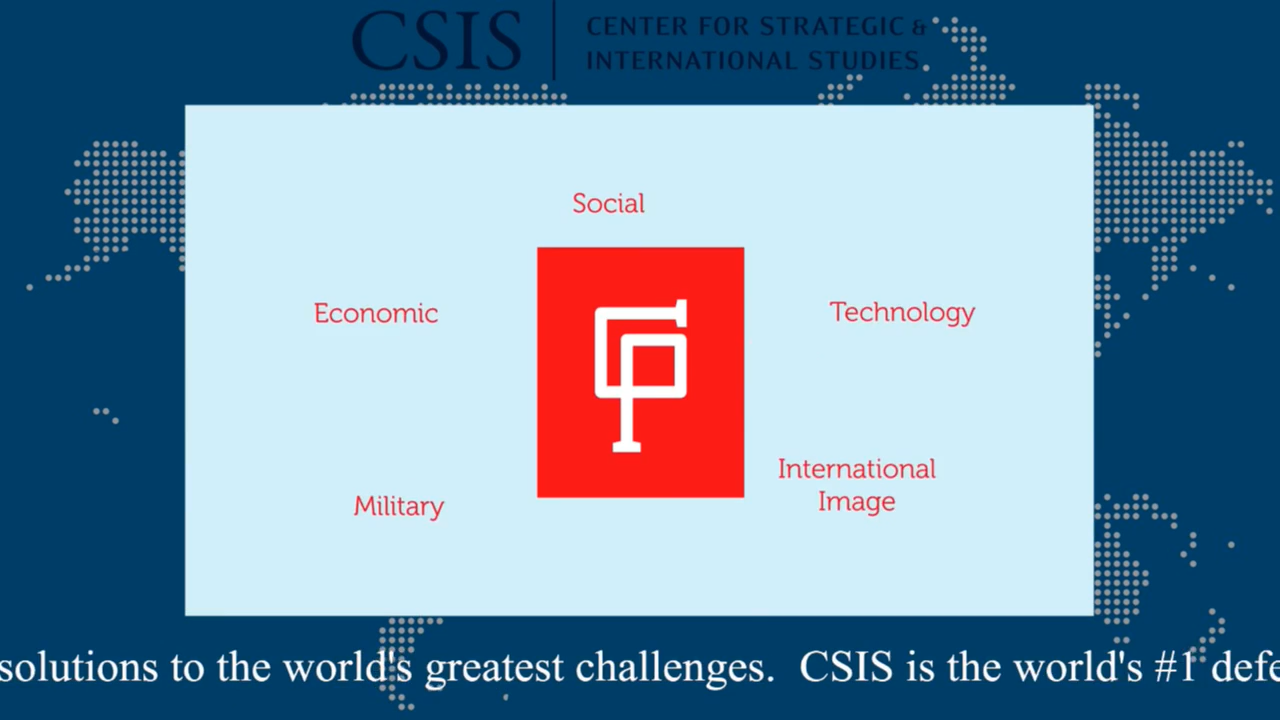 CSIS
CENTER FOR STRATEGIC &
INTERNATIONAL STUDIES
Social
Economic
Technology
International
Image
Military
solutions to the world's greatest challenges. CSIS is the world's #1